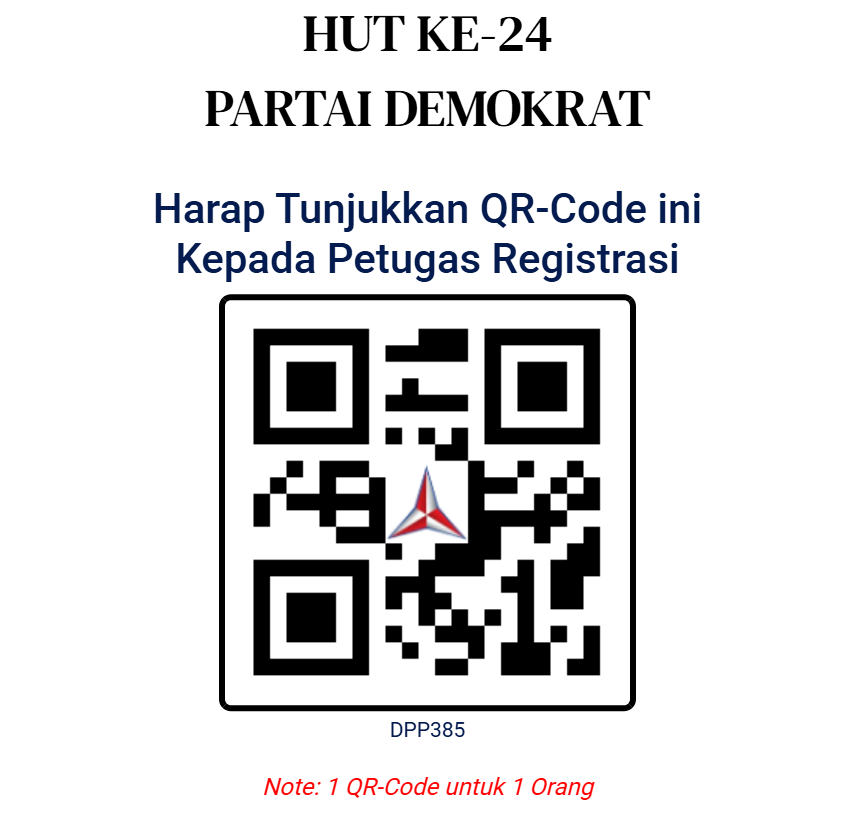 HUT KE-24
PARTAI DEMOKRAT
Harap Tunjukkan QR-Code ini
Kepada Petugas Registrasi
DPP385
Note: 1 QR-Code untuk 1 Orang